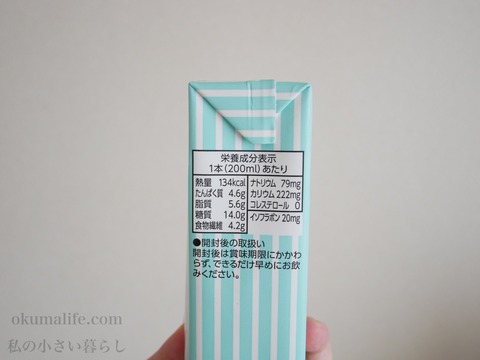 栄養成分表示
1本(200ml)あたり
熱量 134kcal
たんぱく質 4.6g
脂質 5.6g
糖質 14.0g
食物繊維 4.2g
ナトリウム 79mg
カリウム 222mg
コレステロール 0
イソフラボン 20mg
●開封後の取扱い
開封後は賞味期限にかかわ
らず、できるだけ早めにお飲
みください。
okumalife.com
私の小さい暮らし